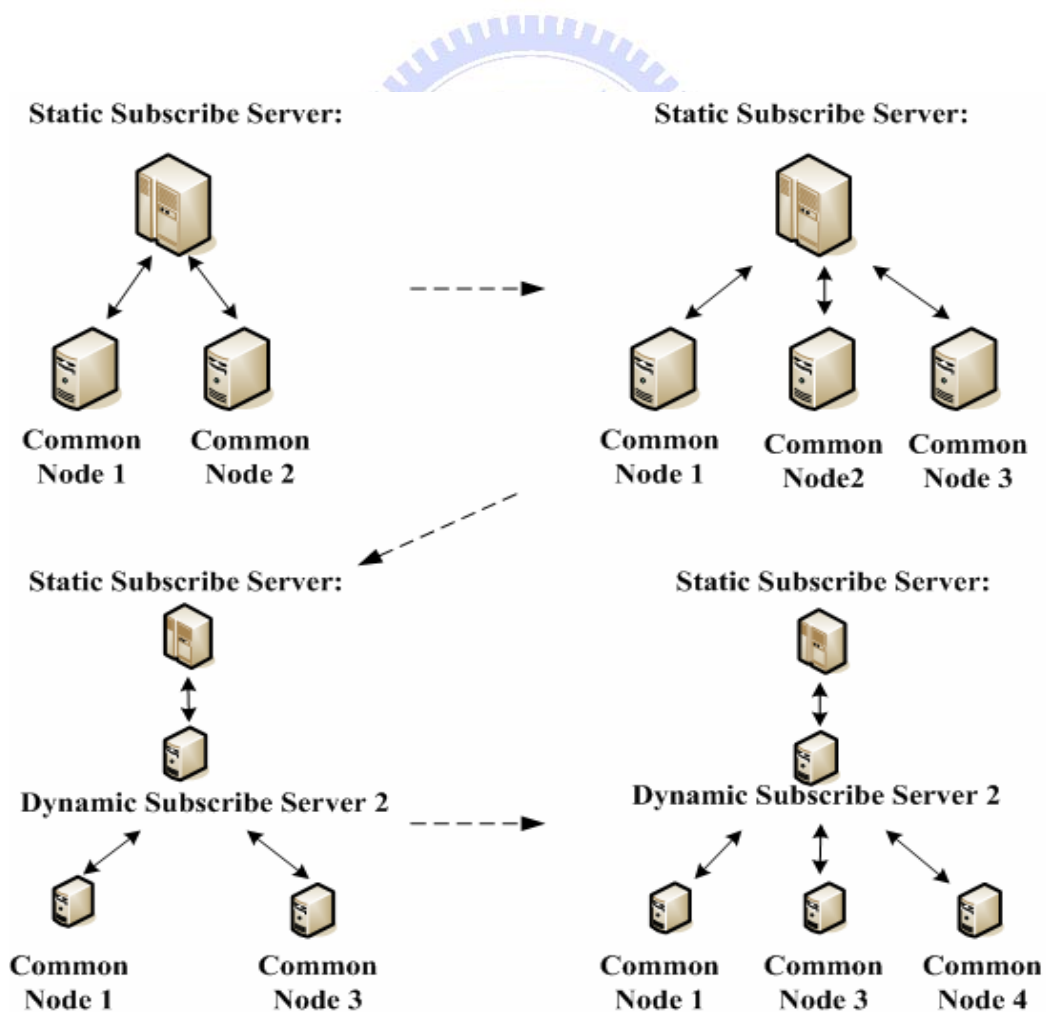 Static Subscribe Server:
Common
Node 1
Common
Node 2
Static Subscribe Server:
Common
Node 1
Common
Node2
Common
Node 3
Static Subscribe Server:
Dynamic Subscribe Server 2
Common
Node 1
Common
Node 3
Static Subscribe Server:
Dynamic Subscribe Server 2
Common
Node 1
Common
Node 3
Common
Node 4